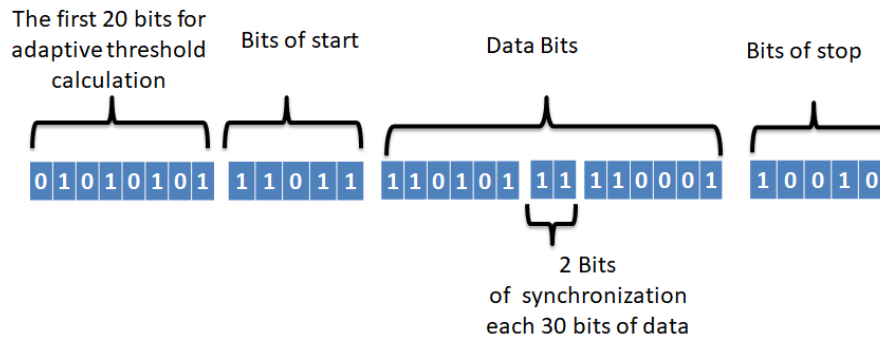 The first 20 bits for
adaptive threshold
calculation
Bits of start
Data Bits
Bits of stop
0 1 0 1 0 1 0 1 1 1 0 1 1 1 1 0 1 0 1 1 1 1 1 0 0 0 1 1 0 0 1 0
2 Bits
of synchronization
each 30 bits of data